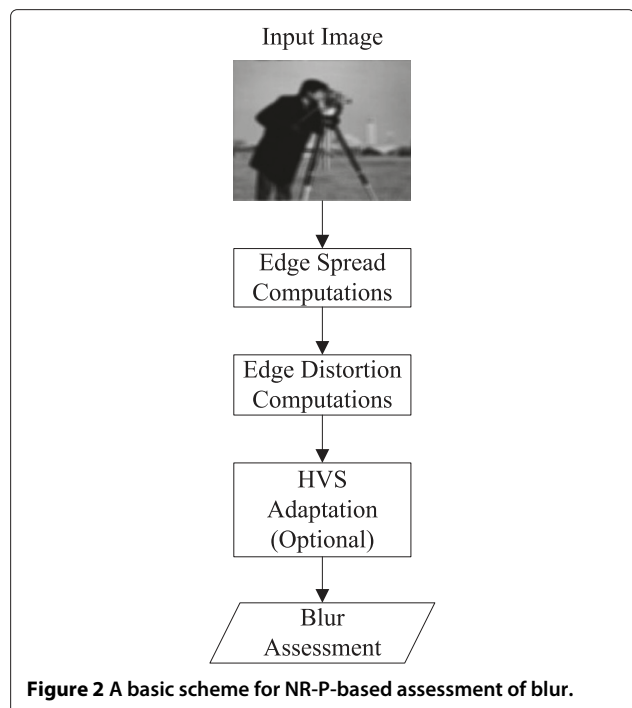 Input Image
Edge Spread
Computations
Edge Distortion
Computations
HVS
Adaptation
(Optional)
Blur
Assessment
Figure 2 A basic scheme for NR-P-based assessment of blur.